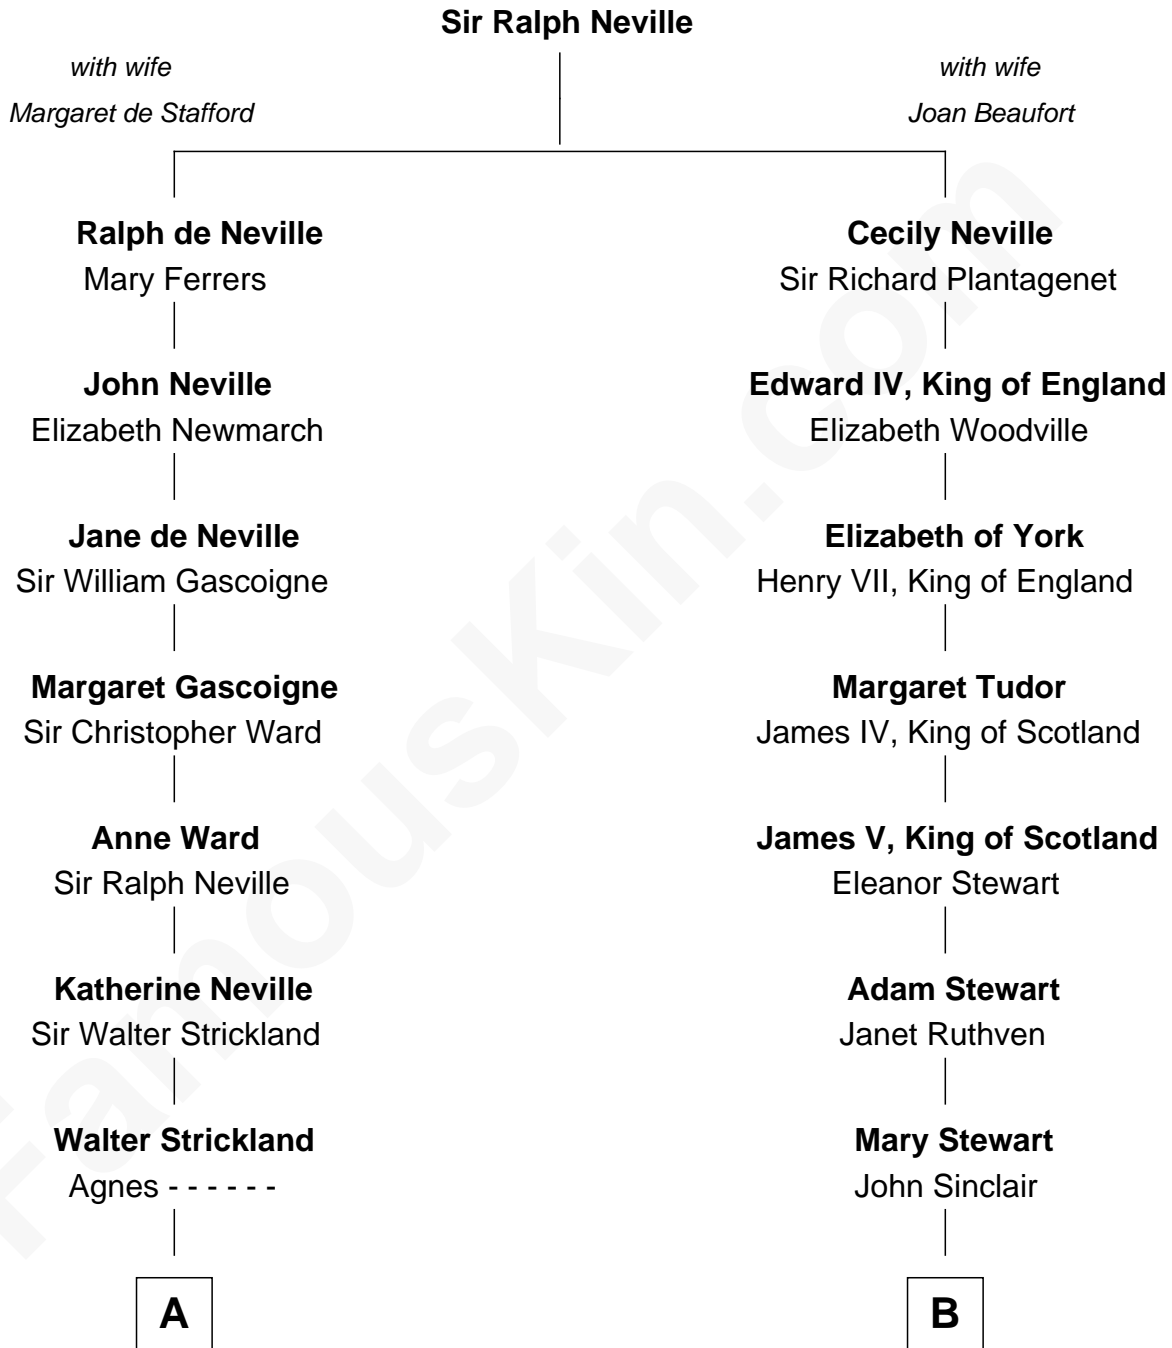 Sir Ralph Neville
with wife
Margaret de Stafford
with wife
Joan Beaufort
Ralph de Neville
Mary Ferrers
Cecily Neville
Sir Richard Plantagenet
John Neville
Elizabeth Newmarch
Edward IV, King of England
Elizabeth Woodville
Jane de Neville
Sir William Gascoigne
Elizabeth of York
Henry VII, King of England
Margaret Gascoigne
Sir Christopher Ward
Margaret Tudor
James IV, King of Scotland
Anne Ward
Sir Ralph Neville
James V, King of Scotland
Eleanor Stewart
Katherine Neville
Sir Walter Strickland
Adam Stewart
Janet Ruthven
Walter Strickland
Agnes - - - - - -
Mary Stewart
John Sinclair
A
B
FamousKin.com